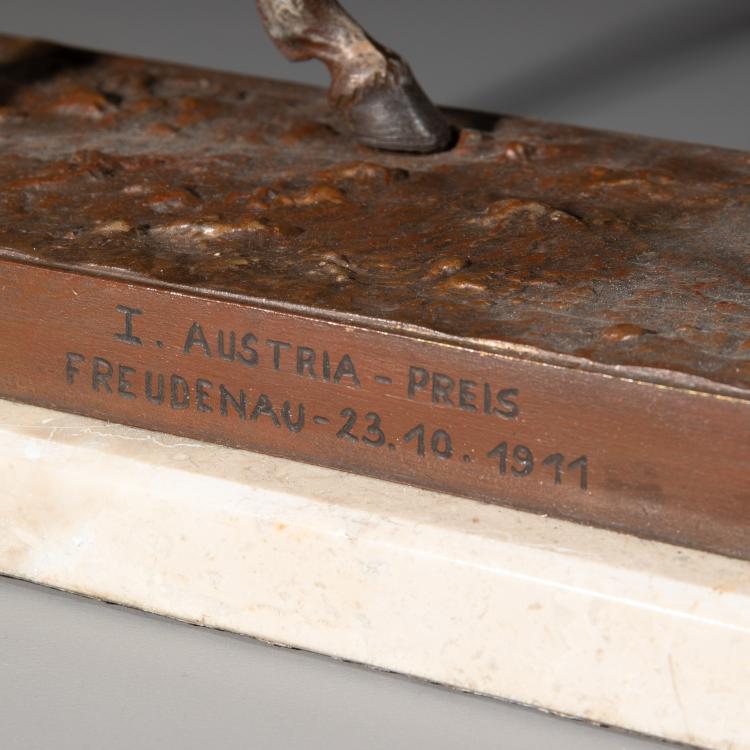 I. AUSTRIA - PREIS
FREUDENAU - 23.10.1911